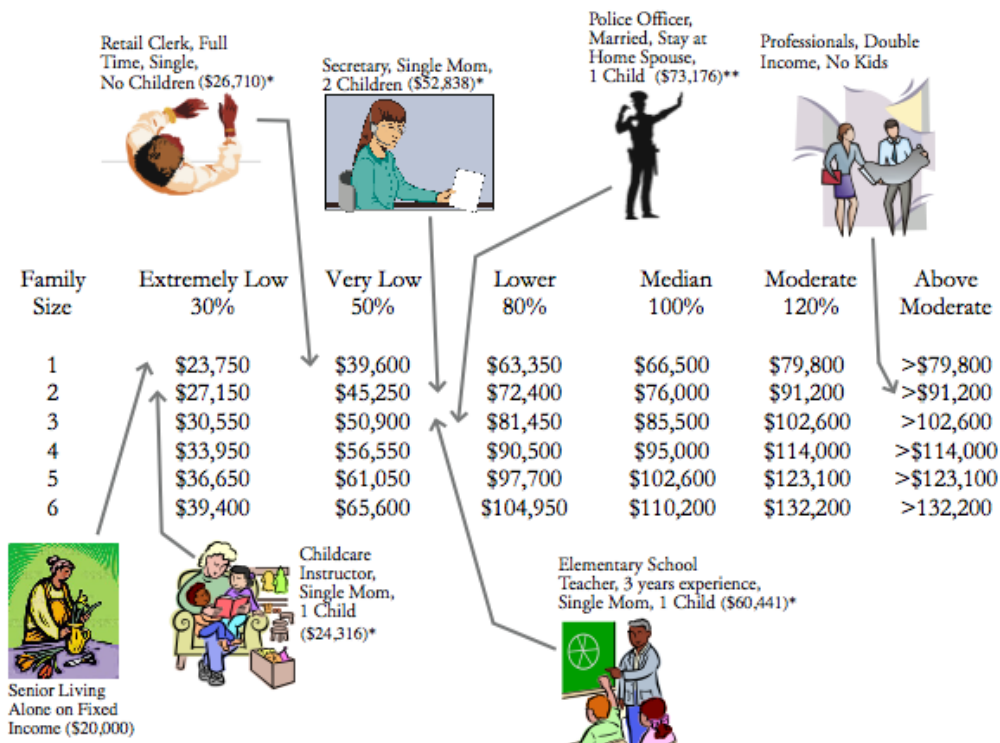 Retail Clerk, Full
Time, Single,
No Children ($26,710)*
Secretary, Single Mom,
2 Children ($52,838)*
Police Officer,
Married, Stay at
Home Spouse,
1 Child ($73,176)**
Professionals, Double
Income, No Kids
Family Size Extremely Low 30% Very Low 50% Lower 80% Median 100% Moderate 120% Above Moderate
1 $23,750 $39,600 $63,350 $66,500 $79,800 >$79,800
2 $27,150 $45,250 $72,400 $76,000 $91,200 >$91,200
3 $30,550 $50,900 $81,450 $85,500 $102,600 >102,600
4 $33,950 $56,550 $90,500 $95,000 $114,000 >$114,000
5 $36,650 $61,050 $97,700 $102,600 $123,100 >$123,100
6 $39,400 $65,600 $104,950 $110,200 $132,200 >132,200
Senior Living
Alone on Fixed
Income ($20,000)
Childcare
Instructor,
Single Mom,
1 Child
($24,316)*
Elementary School
Teacher, 3 years experience,
Single Mom, 1 Child ($60,441)*